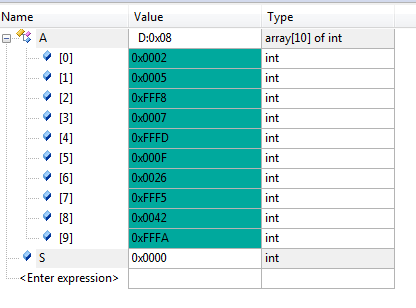 Name Value Type
A D:0x08 array[10] of int
[0] 0x0002 int
[1] 0x0005 int
[2] 0xFFF8 int
[3] 0x0007 int
[4] 0xFFFD int
[5] 0x000F int
[6] 0x0026 int
[7] 0xFFF5 int
[8] 0x0042 int
[9] 0xFFFA int
S 0x0000 int
<Enter expression>